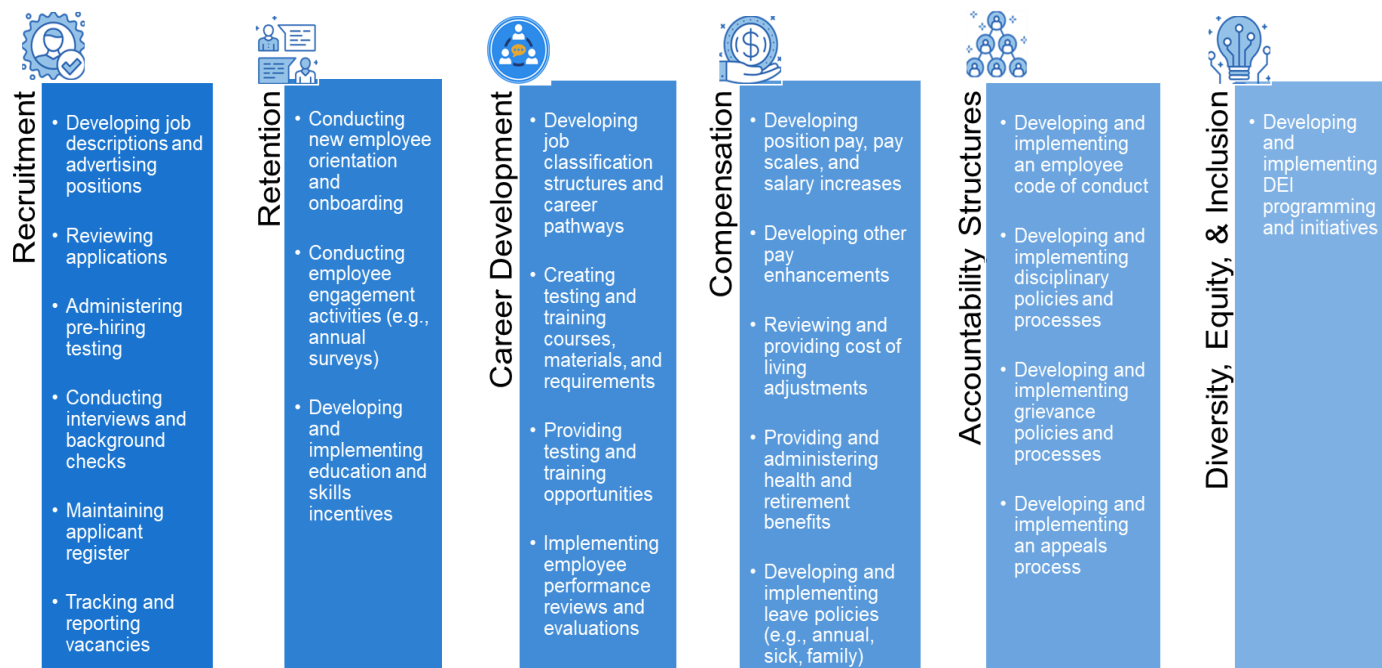 Recruitment
• Developing job
descriptions and
advertising
positions
• Reviewing
applications
• Administering
pre-hiring
testing
• Conducting
interviews and
background
checks
• Maintaining
applicant
register
• Tracking and
reporting
vacancies
Retention
• Conducting
new employee
orientation
and
onboarding
• Conducting
employee
engagement
activities (e.g.,
annual
surveys)
• Developing
and
implementing
education and
skills
incentives
Career Development
• Developing
job
classification
structures and
career
pathways
• Creating
testing and
training
courses,
materials, and
requirements
• Providing
testing and
training
opportunities
• Implementing
employee
performance
reviews and
evaluations
Compensation
• Developing
position pay, pay
scales, and
salary increases
• Developing other
pay
enhancements
• Reviewing and
providing cost of
living
adjustments
• Providing and
administering
health and
retirement
benefits
• Developing and
implementing
leave policies
(e.g., annual,
sick, family)
Accountability Structures
• Developing and
implementing
an employee
code of conduct
• Developing and
implementing
disciplinary
policies and
processes
• Developing and
implementing
grievance
policies and
processes
• Developing and
implementing
an appeals
process
Diversity, Equity, & Inclusion
• Developing
and
implementing
DEI
programming
and initiatives